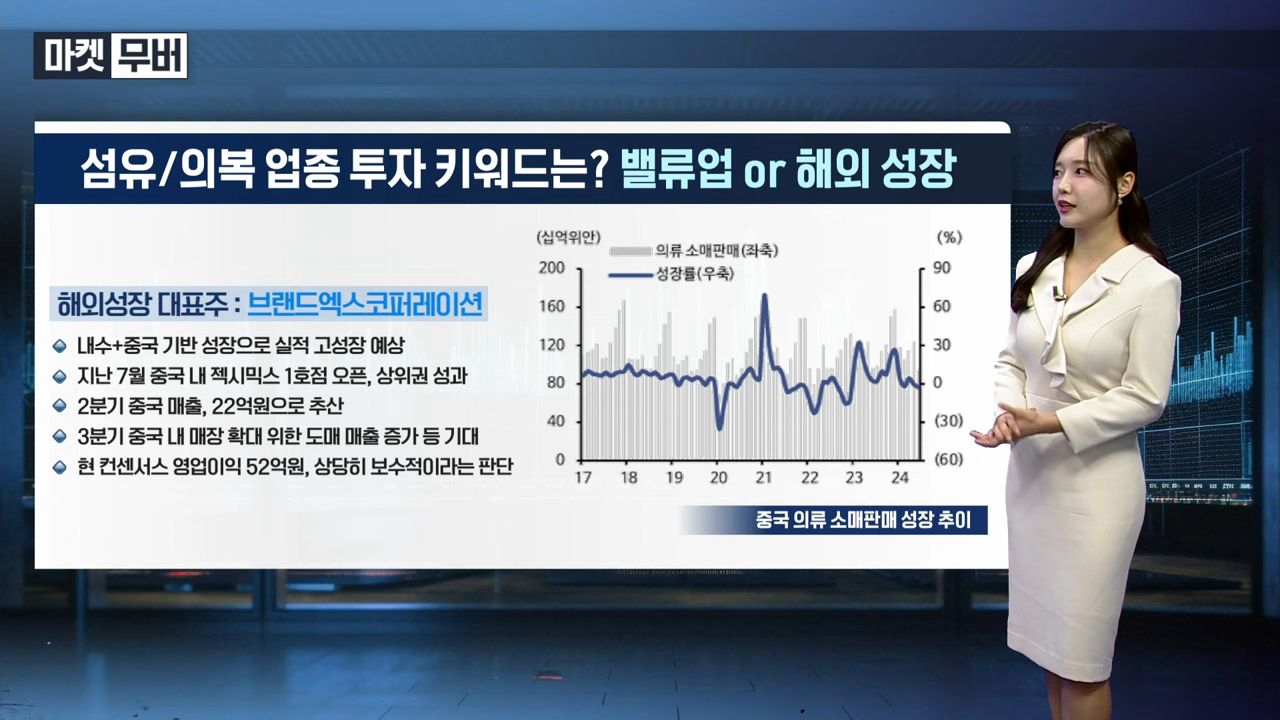 마켓 무버
섬유/의복 업종 투자 키워드는? 밸류업 or 해외 성장
해외성장 대표주 : 브랜드엑스코퍼레이션
내수+중국 기반 성장으로 실적 고성장 예상
지난 7월 중국 내 젝시믹스 1호점 오픈, 상위권 성과
2분기 중국 매출, 22억원으로 추산
3분기 중국 내 매장 확대 위한 도매 매출 증가 등 기대
현 컨센서스 영업이익 52억원, 상당히 보수적이라는 판단
(십억위안)
(%)
의류 소매판매(좌축)
성장률(우축)
200
160
120
80
40
0
90
60
30
0
(30)
(60)
17 18 19 20 21 22 23 24
중국 의류 소매판매 성장 추이